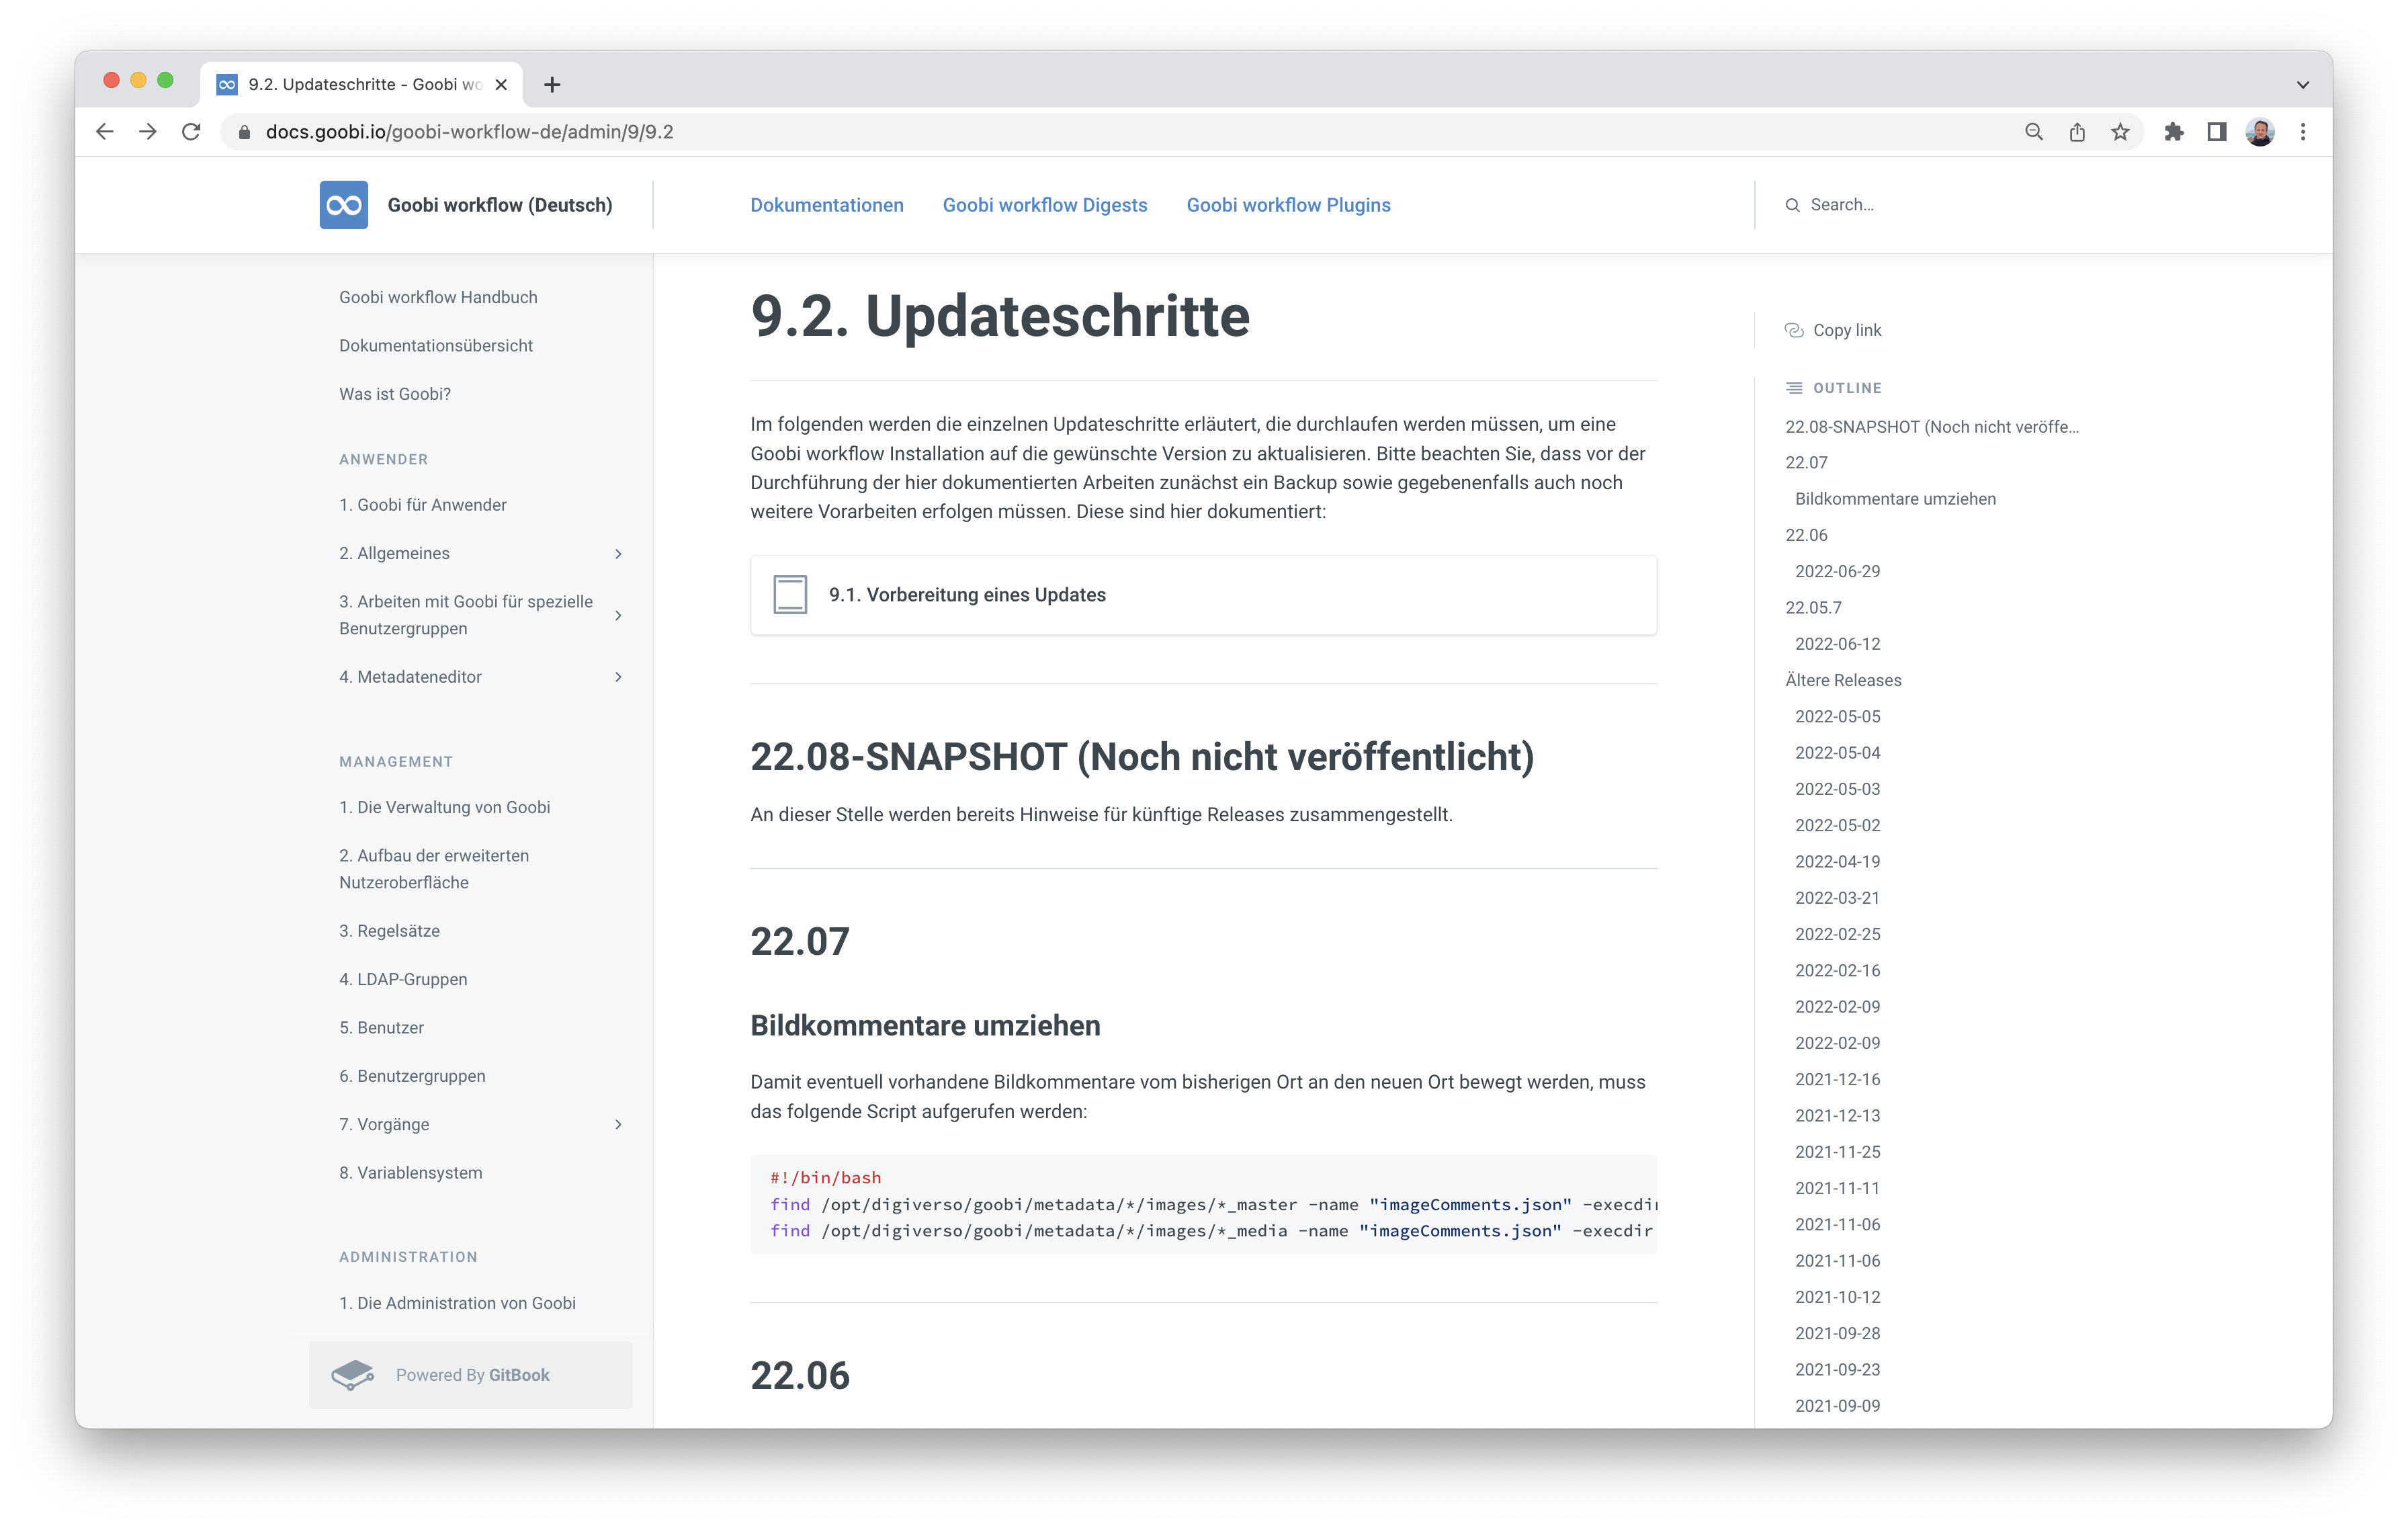 9.2. Updateschritte - Goobi wo
docs.goobi.io/goobi-workflow-de/admin/9/9.2
Goobi workflow (Deutsch)
Dokumentationen
Goobi workflow Digests
Goobi workflow Plugins
Search...
Goobi workflow Handbuch
Dokumentationsübersicht
Was ist Goobi?
ANWENDER
1. Goobi für Anwender
2. Allgemeines
3. Arbeiten mit Goobi für spezielle
Benutzergruppen
4. Metadateneditor
MANAGEMENT
1. Die Verwaltung von Goobi
2. Aufbau der erweiterten
Nutzeroberfläche
3. Regelsätze
4. LDAP-Gruppen
5. Benutzer
6. Benutzergruppen
7. Vorgänge
8. Variablensystem
ADMINISTRATION
1. Die Administration von Goobi
Powered By GitBook
9.2. Updateschritte
Im folgenden werden die einzelnen Updateschritte erläutert, die durchlaufen werden müssen, um eine
Goobi workflow Installation auf die gewünschte Version zu aktualisieren. Bitte beachten Sie, dass vor der
Durchführung der hier dokumentierten Arbeiten zunächst ein Backup sowie gegebenenfalls auch noch
weitere Vorarbeiten erfolgen müssen. Diese sind hier dokumentiert:
9.1. Vorbereitung eines Updates
22.08-SNAPSHOT (Noch nicht veröffentlicht)
An dieser Stelle werden bereits Hinweise für künftige Releases zusammengestellt.
22.07
Bildkommentare umziehen
Damit eventuell vorhandene Bildkommentare vom bisherigen Ort an den neuen Ort bewegt werden, muss
das folgende Script aufgerufen werden:
#!/bin/bash
find /opt/digiverso/goobi/metadata/*/images/*_master -name "imageComments.json" -execdir
find /opt/digiverso/goobi/metadata/*/images/*_media -name "imageComments.json" -execdir
22.06
Copy link
OUTLINE
22.08-SNAPSHOT (Noch nicht veröffe...
22.07
Bildkommentare umziehen
22.06
2022-06-29
22.05.7
2022-06-12
Ältere Releases
2022-05-05
2022-05-04
2022-05-03
2022-05-02
2022-04-19
2022-03-21
2022-02-25
2022-02-16
2022-02-09
2022-02-09
2021-12-16
2021-12-13
2021-11-25
2021-11-11
2021-11-06
2021-11-06
2021-10-12
2021-09-28
2021-09-23
2021-09-09